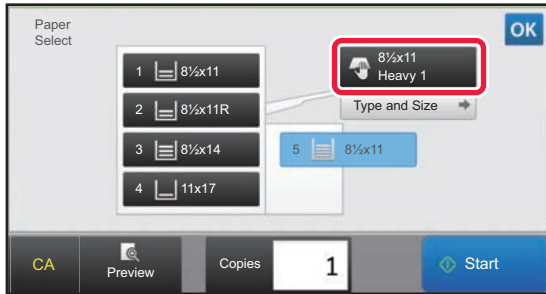 Paper
Select
OK
1 8½x11
2 8½x11R
3 8½x14
4 11x17
8½x11
Heavy 1
Type and Size
5 8½x11
CA
Preview
Copies
1
Start